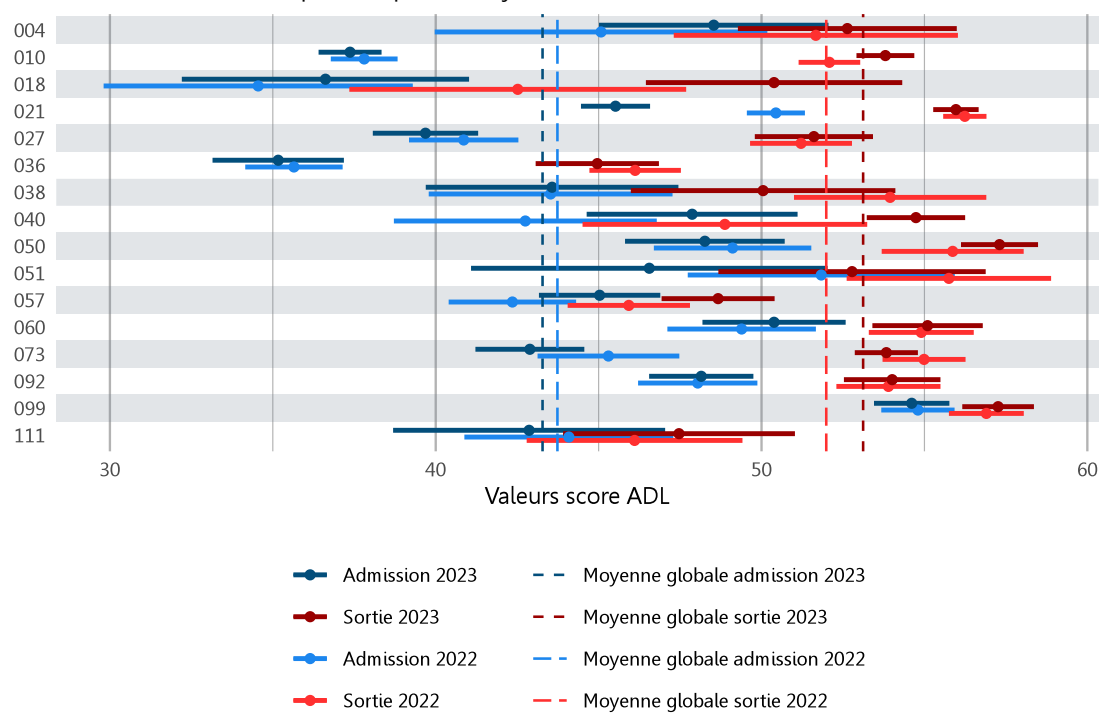 004
010
018
021
027
036
038
040
050
051
057
060
073
092
099
111
30 40 50 60
Valeurs score ADL
Admission 2023 Moyenne globale admission 2023
Sortie 2023 Moyenne globale sortie 2023
Admission 2022 Moyenne globale admission 2022
Sortie 2022 Moyenne globale sortie 2022